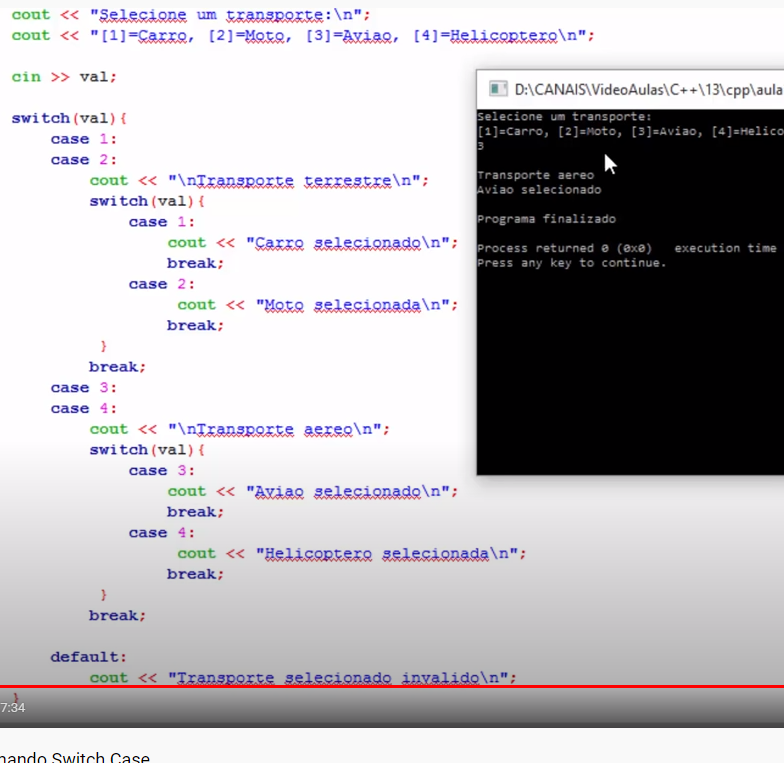 cout << "Selecione um transporte:\n";
cout << "[1]=Carro, [2]=Moto, [3]=Aviao, [4]=Helicoptero\n";
cin >> val;
switch(val){
case 1:
case 2:
cout << "\nTransporte terrestre\n";
switch(val){
case 1:
cout << "Carro selecionado\n";
break;
case 2:
cout << "Moto selecionada\n";
break;
}
break;
case 3:
case 4:
cout << "\nTransporte aereo\n";
switch(val){
case 3:
cout << "Aviao selecionado\n";
break;
case 4:
cout << "Helicoptero selecionada\n";
break;
}
break;
default:
cout << "Transporte selecionado invalido\n";
}
D:\CANAIS\VideoAulas\C++\13\cpp\aula
Selecione um transporte:
[1]=Carro, [2]=Moto, [3]=Aviao, [4]=Helico
3
Transporte aereo
Aviao selecionado
Programa finalizado
Process returned 0 (0x0) execution time
Press any key to continue.
7:34
nando Switch Case